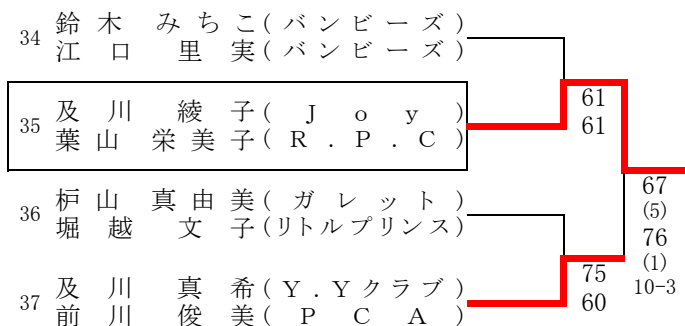 34 鈴木 みちこ(バンビーズ)
江口 里実(バンビーズ)
35 及川 綾子(Joy)
葉山 栄美子(R.P.C)
61
61
36 枦山 真由美(ガレット)
堀越 文子(リトルプリンス)
37 及川 真希(Y.Yクラブ)
前川 俊美(PCA)
75
60
67
(5)
76
(1)
10-3